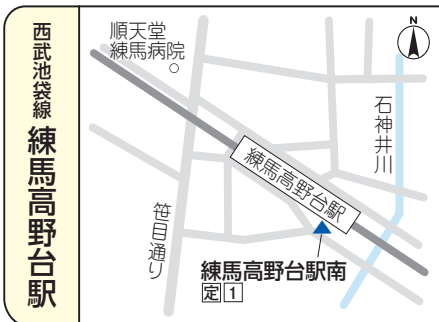 西武池袋線 練馬高野台駅
順天堂
練馬病院
N
石神井川
練馬高野台駅
笹目通り
練馬高野台駅南
定 1